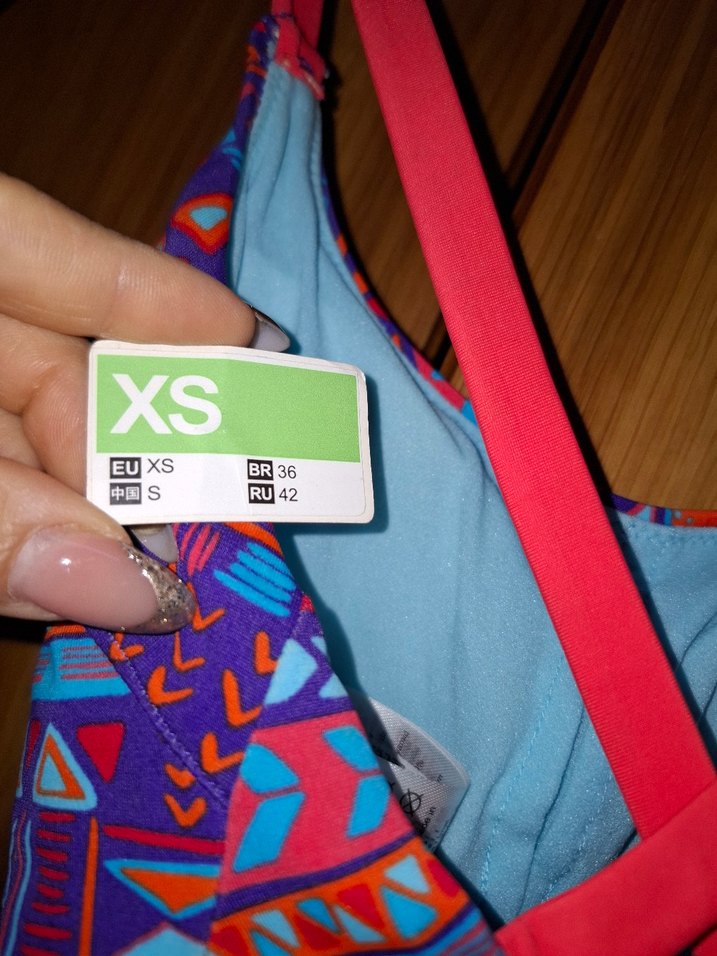 XS
EU XS BR 36
中国 S RU 42